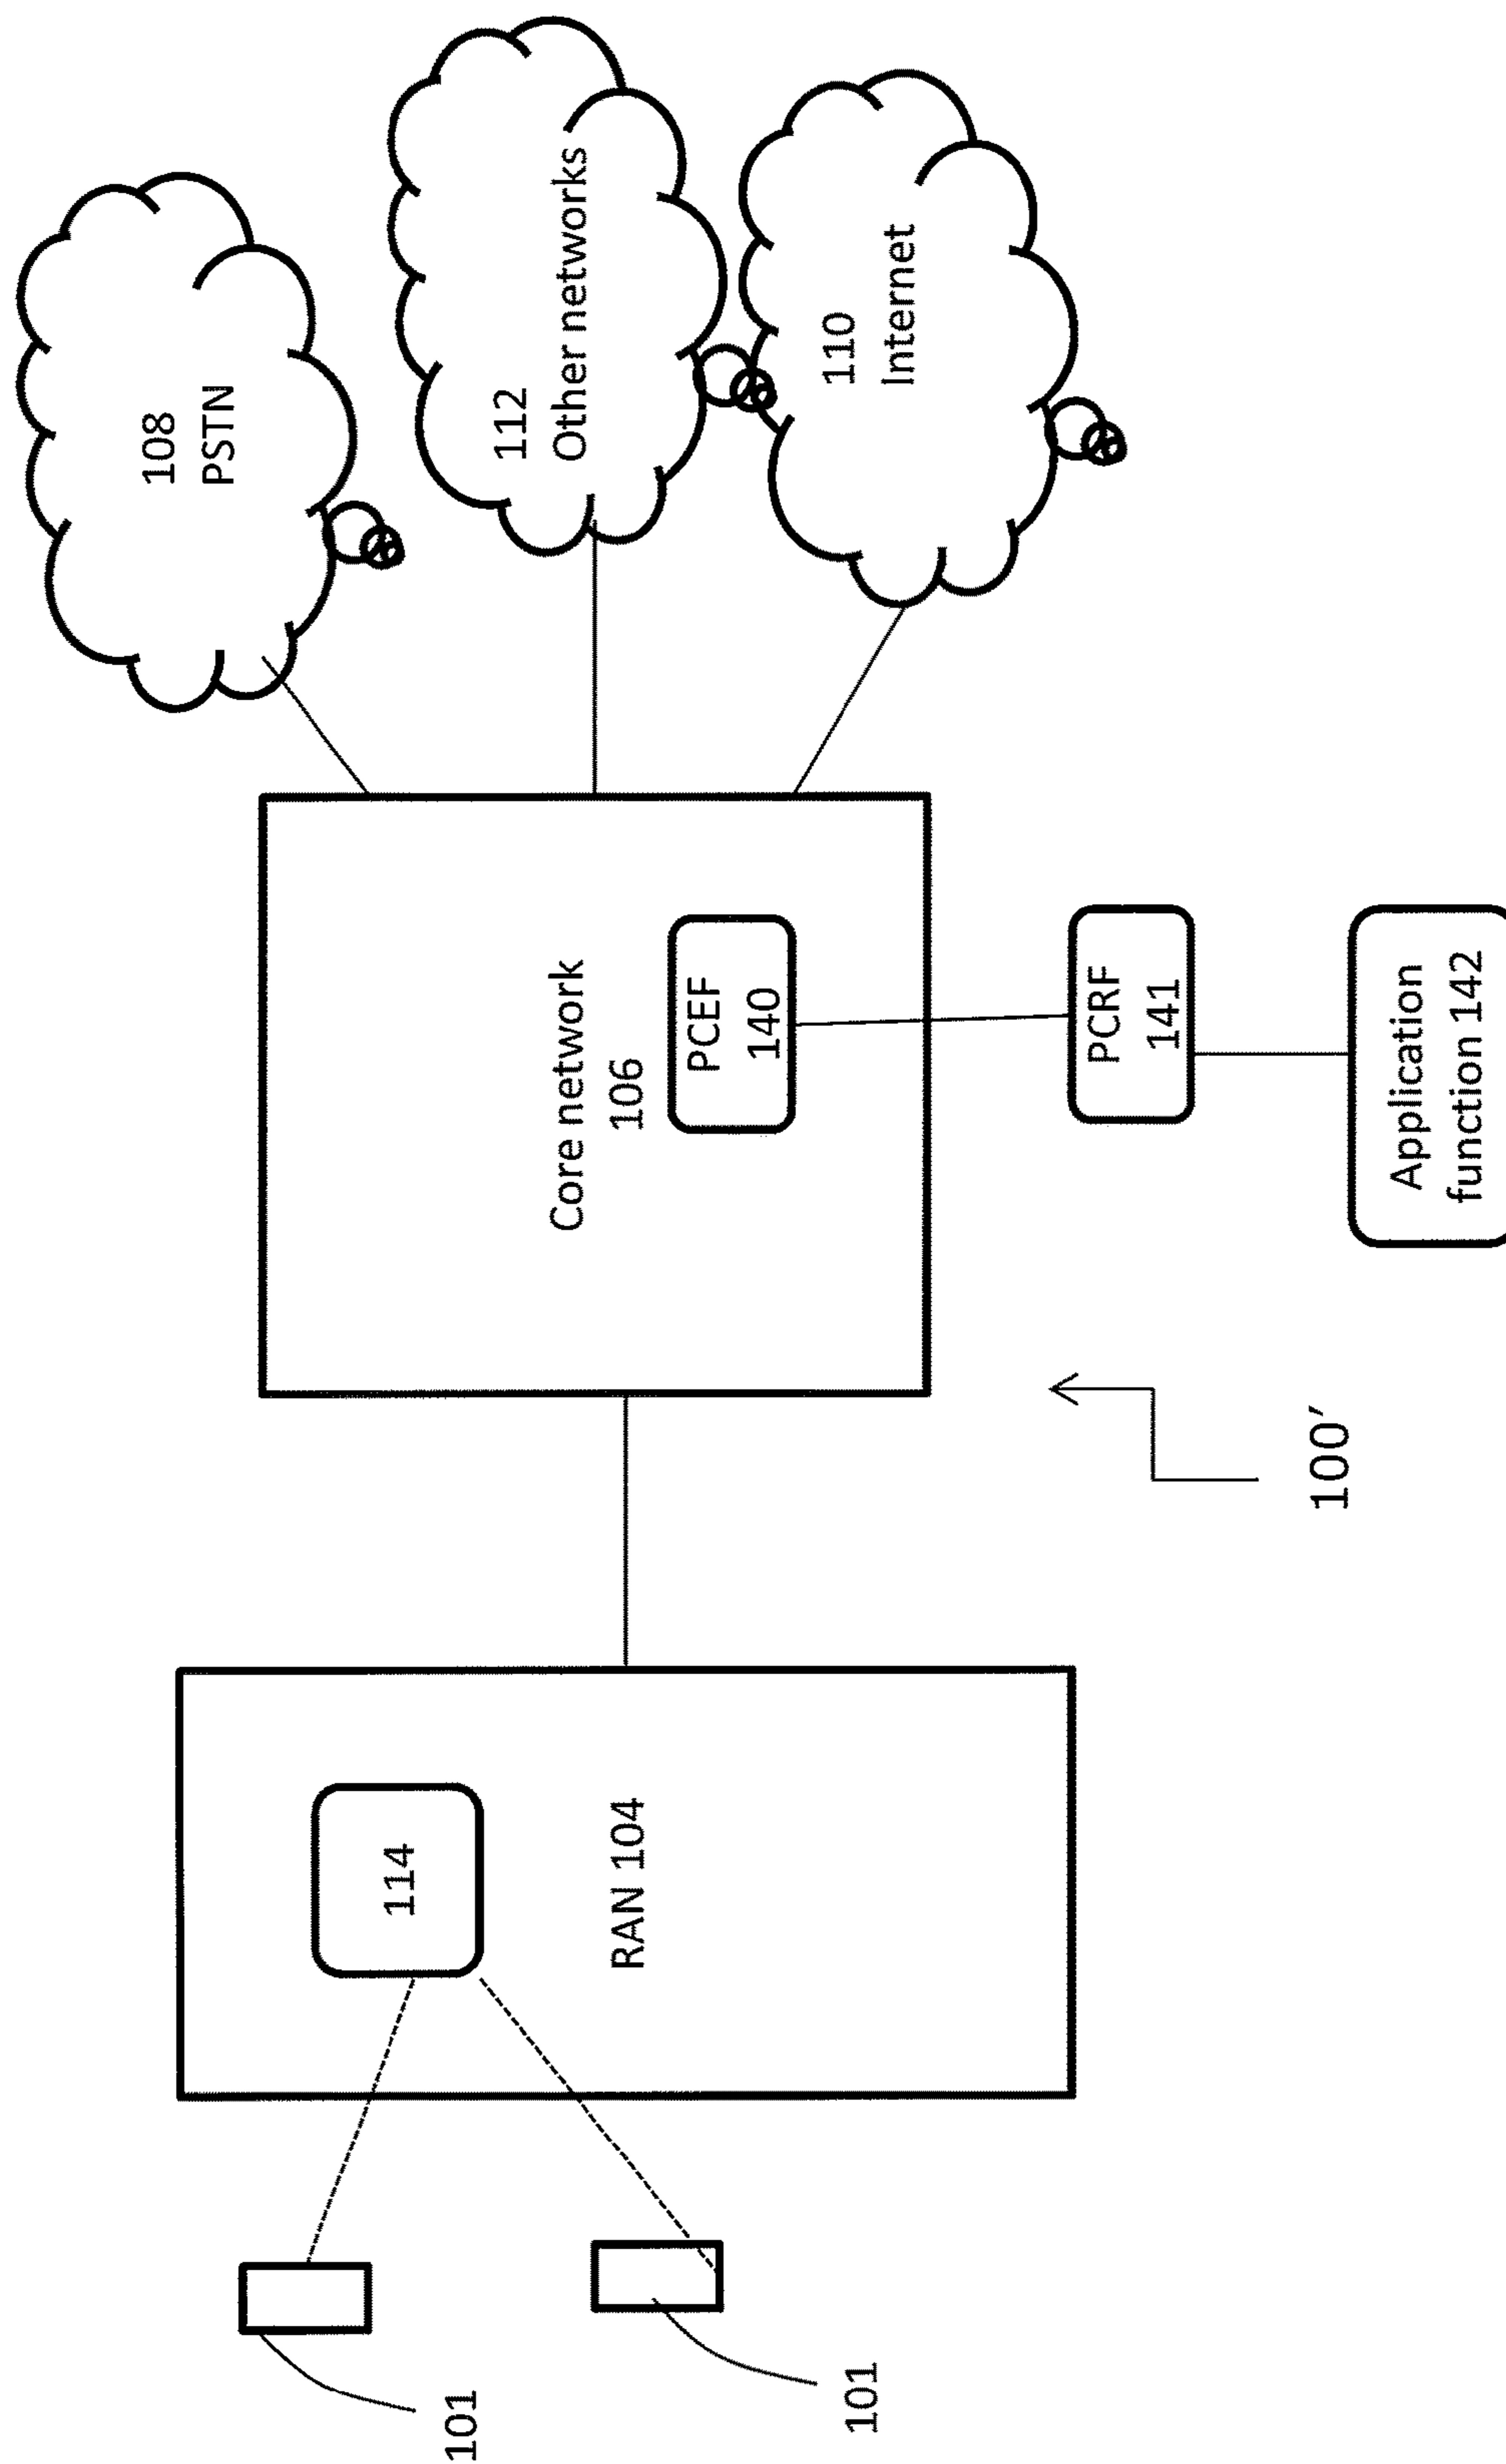 108
PSTN
112
Other networks
110
Internet
Core network
106
PCEF
140
PCRF
141
Application
function 142
100′
114
RAN 104
101
101